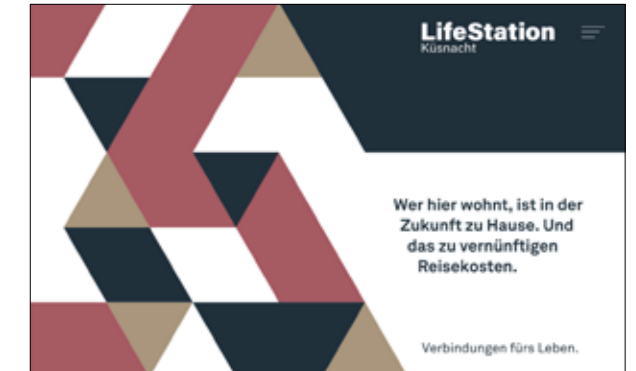 LifeStation
Küsnacht
Wer hier wohnt, ist in der
Zukunft zu Hause. Und
das zu vernünftigen
Reisekosten.
Verbindungen fürs Leben.